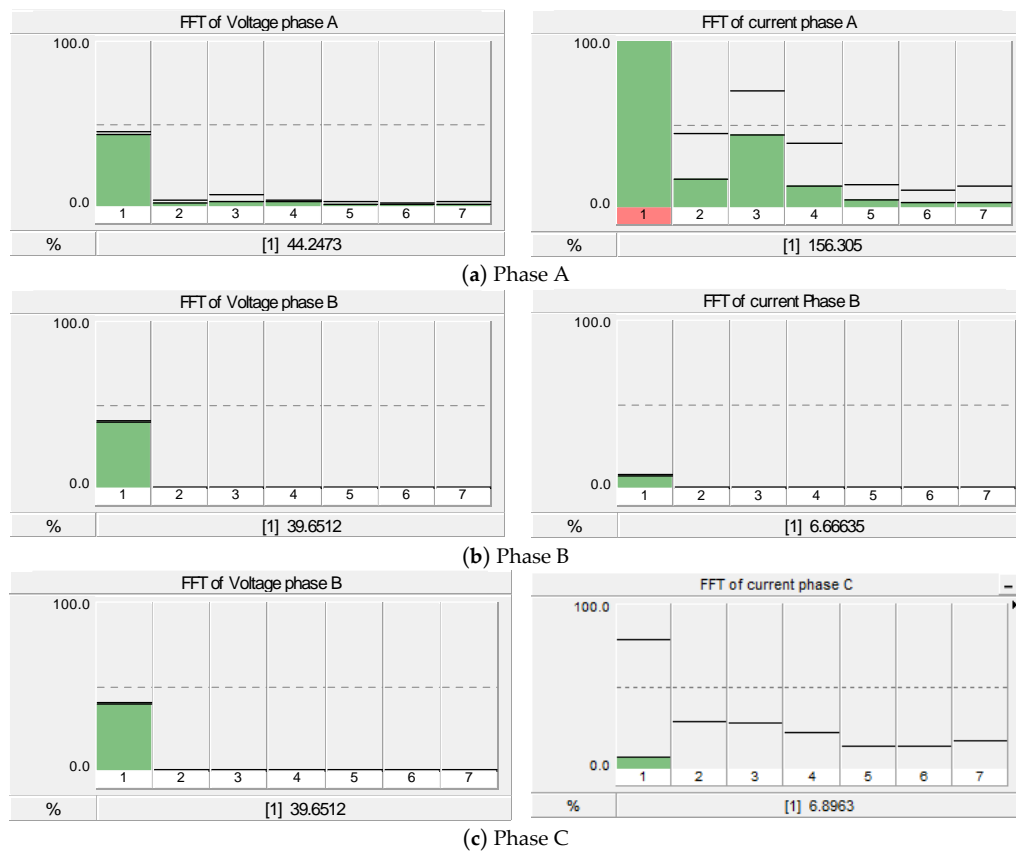 FFT of Voltage phase A
100.0
0.0
1 2 3 4 5 6 7
% [1] 44.2473
FFT of current phase A
100.0
0.0
1 2 3 4 5 6 7
% [1] 156.305
(a) Phase A
FFT of Voltage phase B
100.0
0.0
1 2 3 4 5 6 7
% [1] 39.6512
FFT of current Phase B
100.0
0.0
1 2 3 4 5 6 7
% [1] 6.66635
(b) Phase B
FFT of Voltage phase B
100.0
0.0
1 2 3 4 5 6 7
% [1] 39.6512
FFT of current phase C
100.0
0.0
1 2 3 4 5 6 7
% [1] 6.8963
(c) Phase C